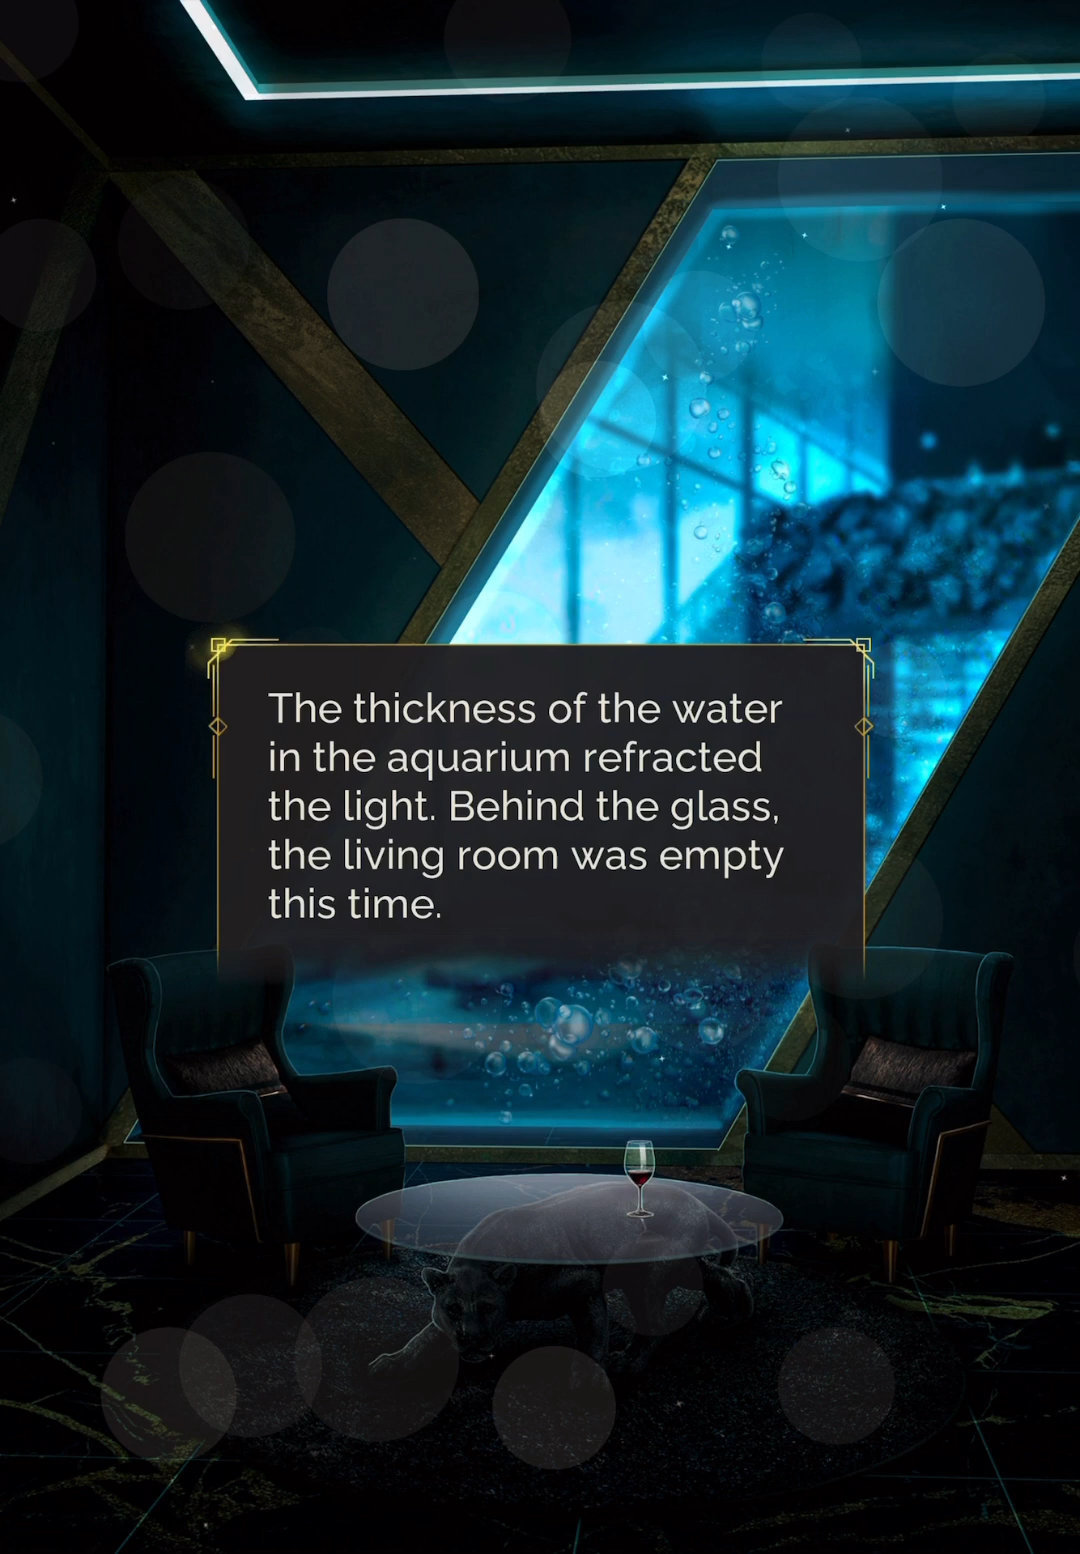 The thickness of the water
in the aquarium refracted
the light. Behind the glass,
the living room was empty
this time.